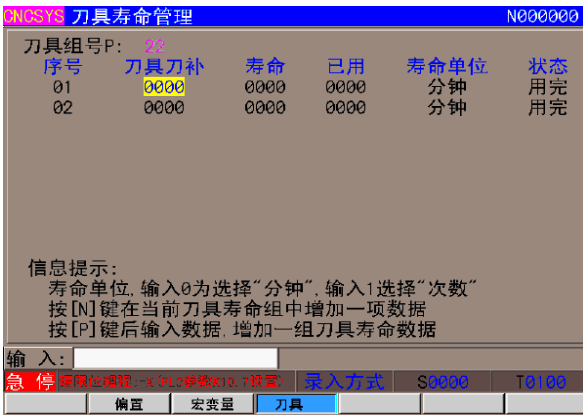 CNCSYS 刀具寿命管理 N000000
刀具组号P: 22
序号 刀具刀补 寿命 已用 寿命单位 状态
01 0000 0000 0000 分钟 用完
02 0000 0000 0000 分钟 用完
信息提示:
寿命单位,输入0为选择“分钟”,输入1选择“次数”
按[N]键在当前刀具寿命组中增加一项数据
按[P]键后输入数据,增加一组刀具寿命数据
输 入:
急 停 录入方式 S0000 T0100
偏置 宏变量 刀具